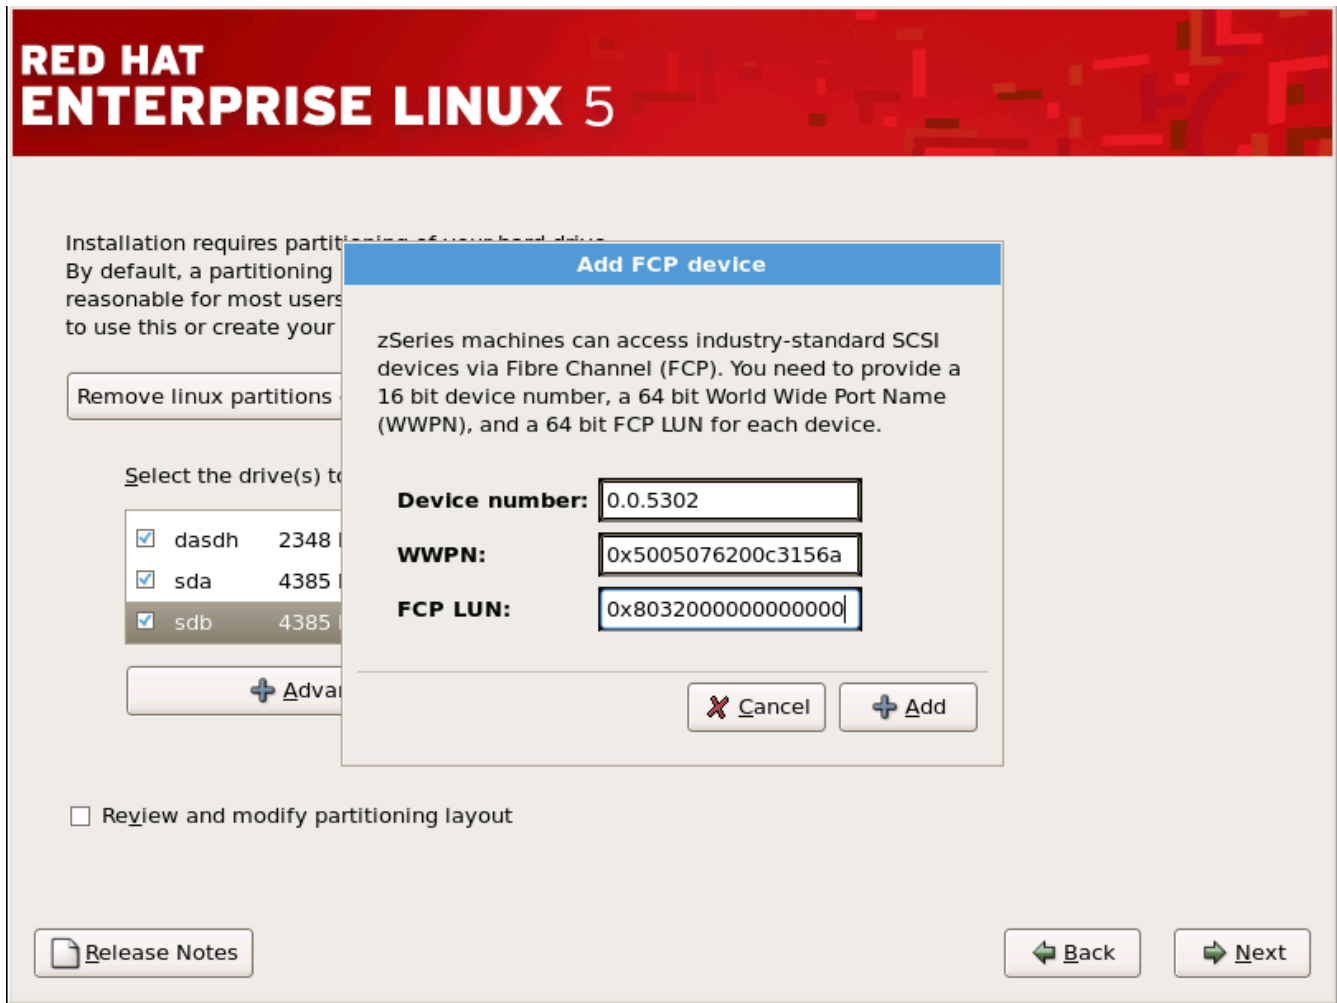 RED HAT
ENTERPRISE LINUX 5
Installation requires
By default, a partitioning
reasonable for most users
to use this or create your
Remove linux partitions
Select the drive(s)
dasdh 2348
sda 4385
sdb 4385
Add FCP device
zSeries machines can access industry-standard SCSI
devices via Fibre Channel (FCP). You need to provide a
16 bit device number, a 64 bit World Wide Port Name
(WWPN), and a 64 bit FCP LUN for each device.
Device number: 0.0.5302
WWPN: 0x5005076200c3156a
FCP LUN: 0x8032000000000000
Cancel
Add
Review and modify partitioning layout
Release Notes
Back
Next